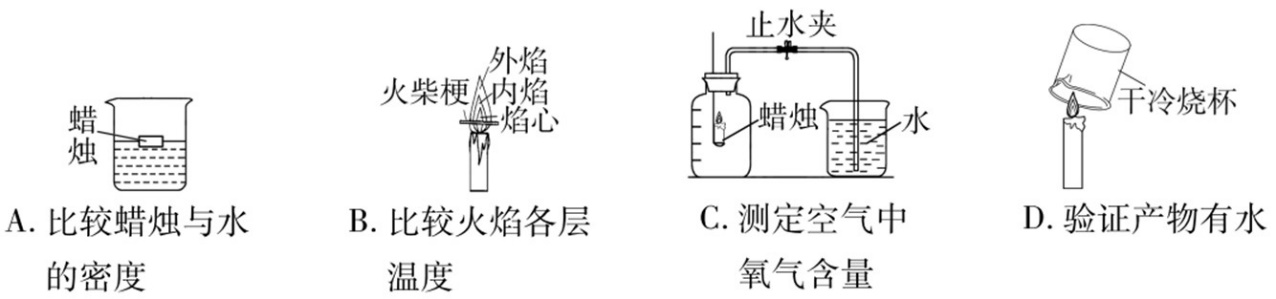 蜡
烛
A. 比较蜡烛与水
的密度
火柴梗
外焰
内焰
焰心
B. 比较火焰各层
温度
止水夹
蜡烛
水
C. 测定空气中
氧气含量
干冷烧杯
D. 验证产物有水